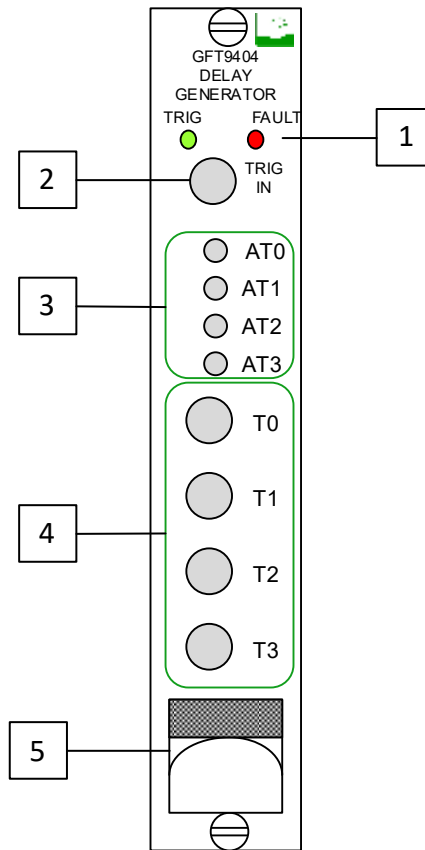 GFT9404
DELAY
GENERATOR
TRIG FAULT
1
2
TRIG
IN
AT0
AT1
3
AT2
AT3
T0
T1
4
T2
T3
5